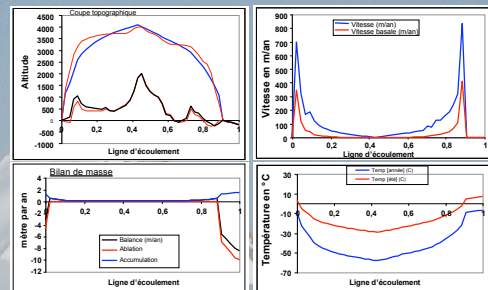 Coupe topographique
Altitude
4500
4000
3500
3000
2500
2000
1500
1000
500
0
-500
-1000
0 0,2 0,4 0,6 0,8 1
Ligne d'écoulement
Vitesse (m/an)
Vitesse basale (m/an)
Vitesse en m/an
900
800
700
600
500
400
300
200
100
0
0 0,2 0,4 0,6 0,8 1
Ligne d'écoulement
Bilan de masse
mètre par an
4
2
0
-2
-4
-6
-8
-10
-12
0 0,2 0,4 0,6 0,8 1
Balance (m/an)
Ablation
Accumulation
Ligne d'écoulement
Temp [année] (C)
Temp [été] (C)
Température en °C
30
10
-10
-30
-50
-70
0 0,2 0,4 0,6 0,8 1
Ligne d'écoulement